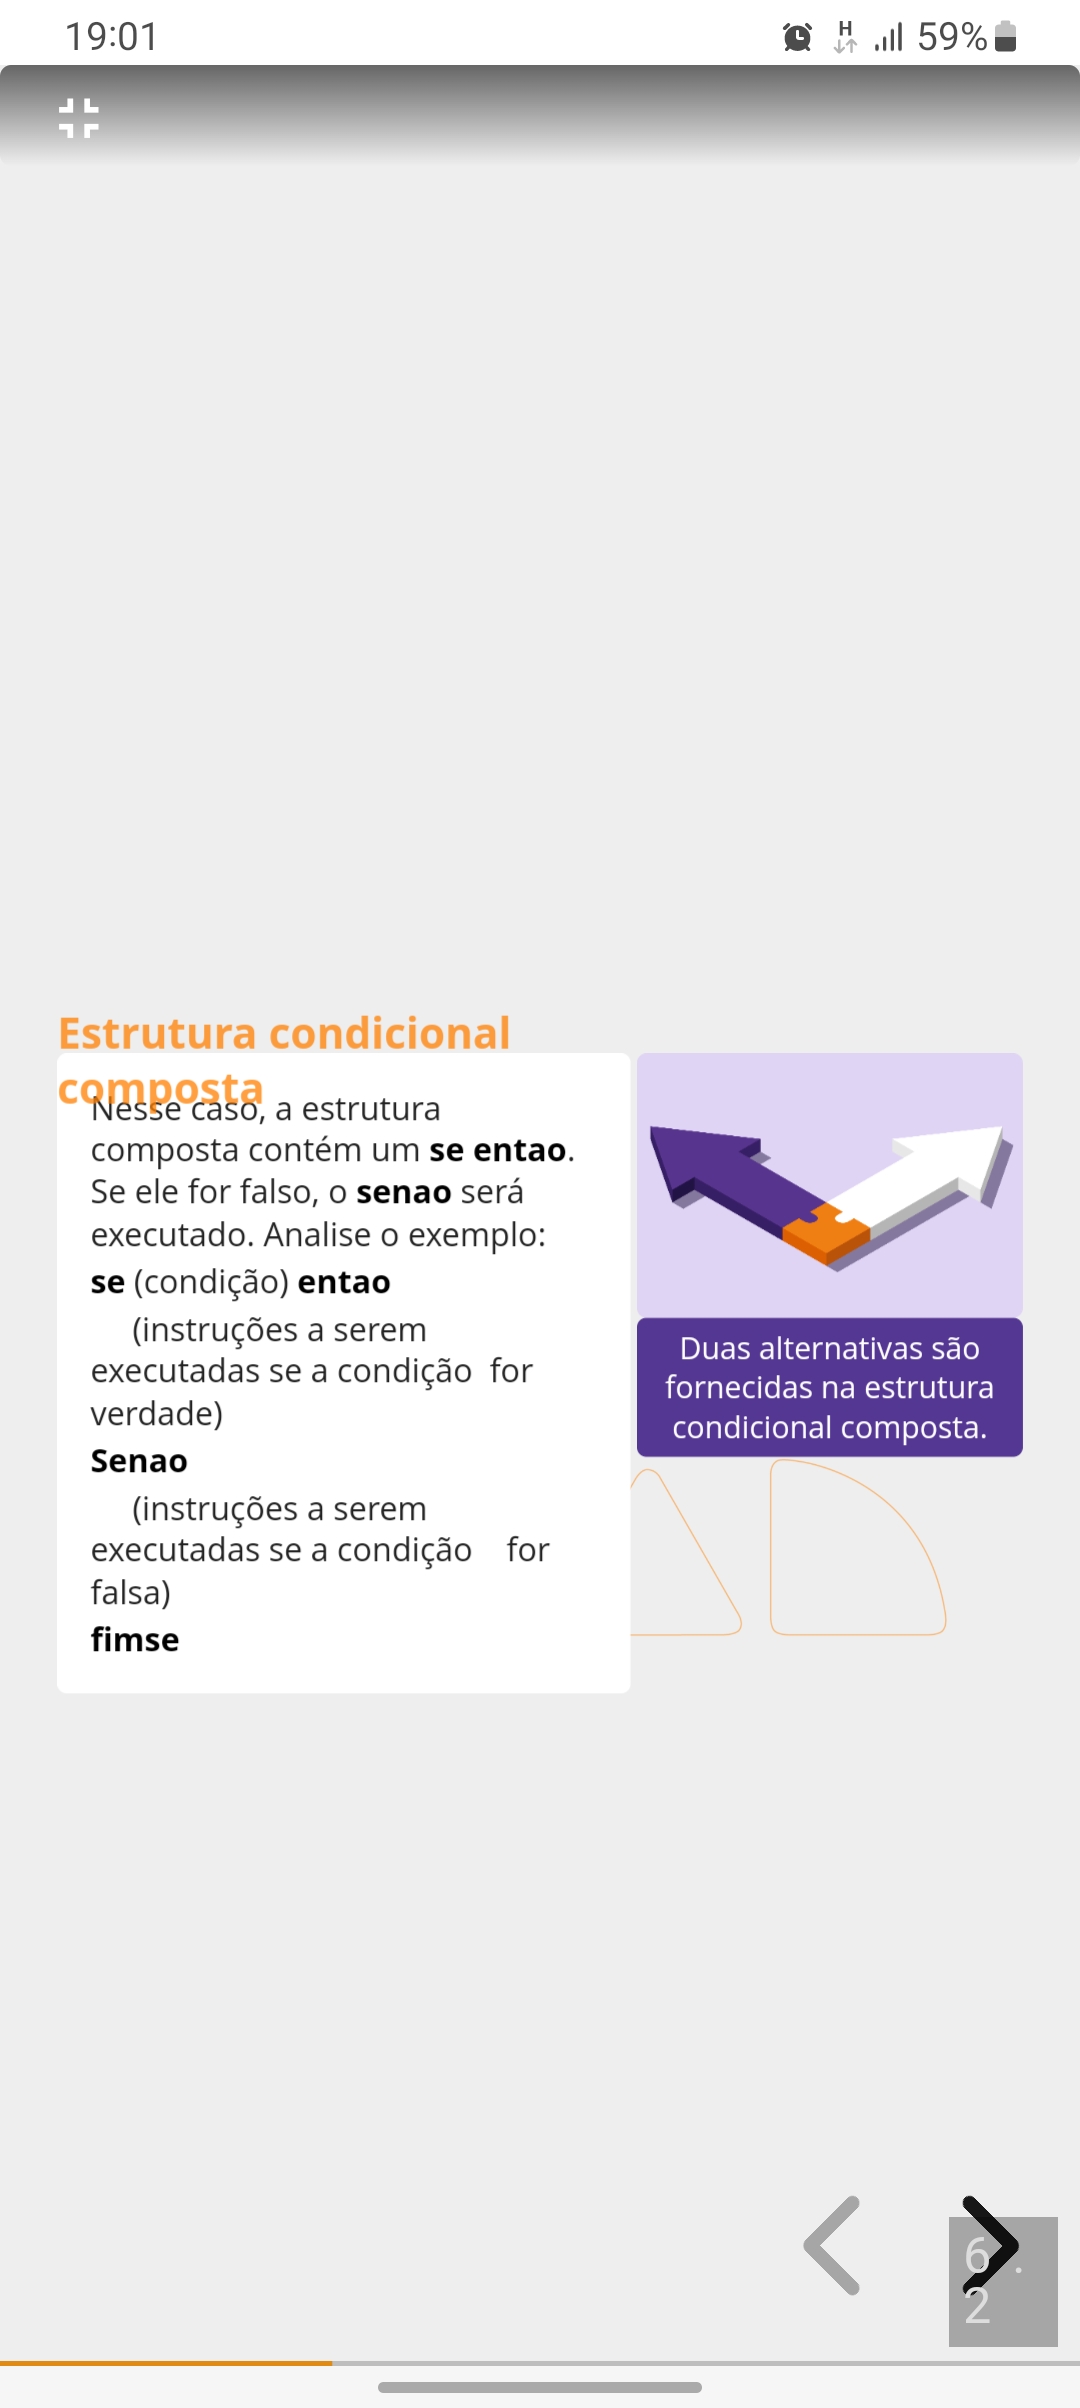 19:01
H
59%
Estrutura condicional
composta
Nesse caso, a estrutura
composta contém um se entao.
Se ele for falso, o senao será
executado. Analise o exemplo:
se (condição) entao
(instruções a serem
executadas se a condição for
verdade)
Senao
(instruções a serem
executadas se a condição for
falsa)
fimse
Duas alternativas são
fornecidas na estrutura
condicional composta.
6 .
2